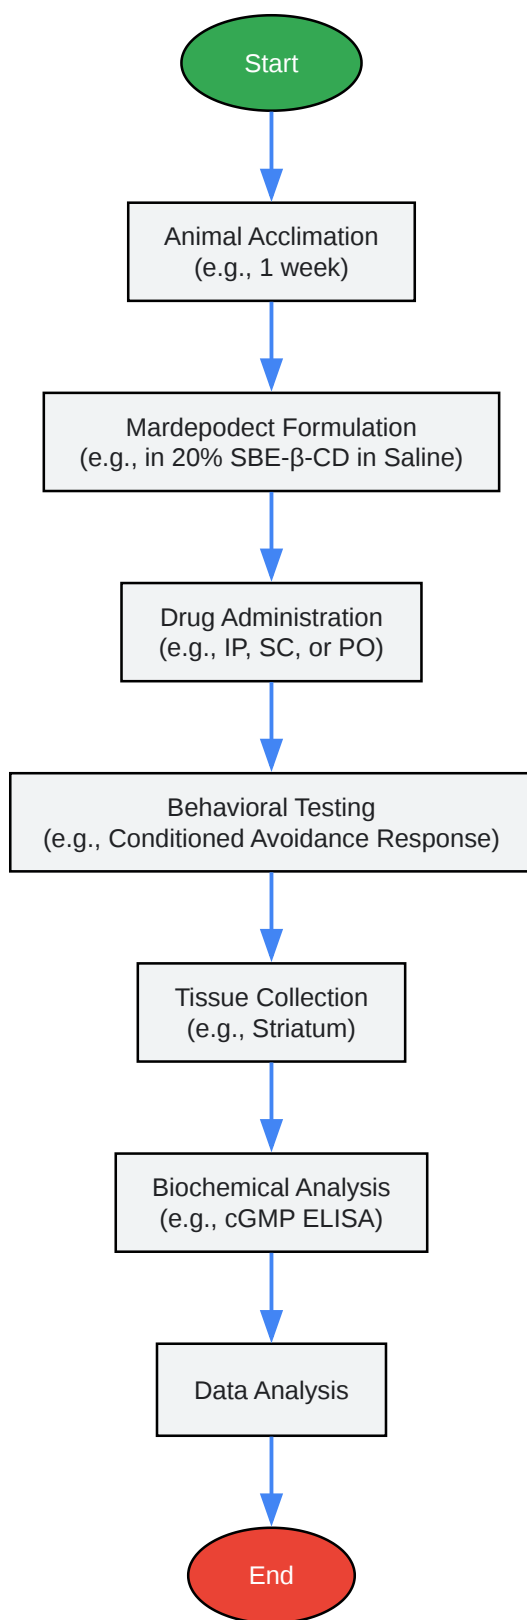 Start
Animal Acclimation
(e.g., 1 week)
Mardepodect Formulation
(e.g., in 20% SBE-β-CD in Saline)
Drug Administration
(e.g., IP, SC, or PO)
Behavioral Testing
(e.g., Conditioned Avoidance Response)
Tissue Collection
(e.g., Striatum)
Biochemical Analysis
(e.g., cGMP ELISA)
Data Analysis
End